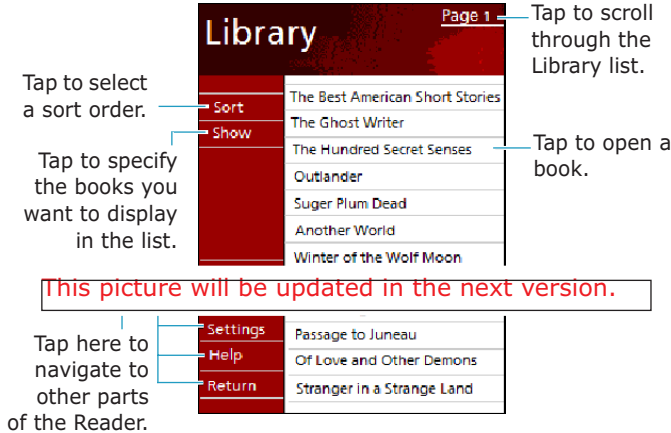 Library
Page 1
Tap to scroll
through the
Library list.
Tap to select
a sort order.
Sort
Show
Tap to specify
the books you
want to display
in the list.
The Best American Short Stories
The Ghost Writer
The Hundred Secret Senses
Outlander
Suger Plum Dead
Another World
Winter of the Wolf Moon
Tap to open a
book.
This picture will be updated in the next version.
Settings
Help
Return
Tap here to
navigate to
other parts
of the Reader.
Passage to Juneau
Of Love and Other Demons
Stranger in a Strange Land